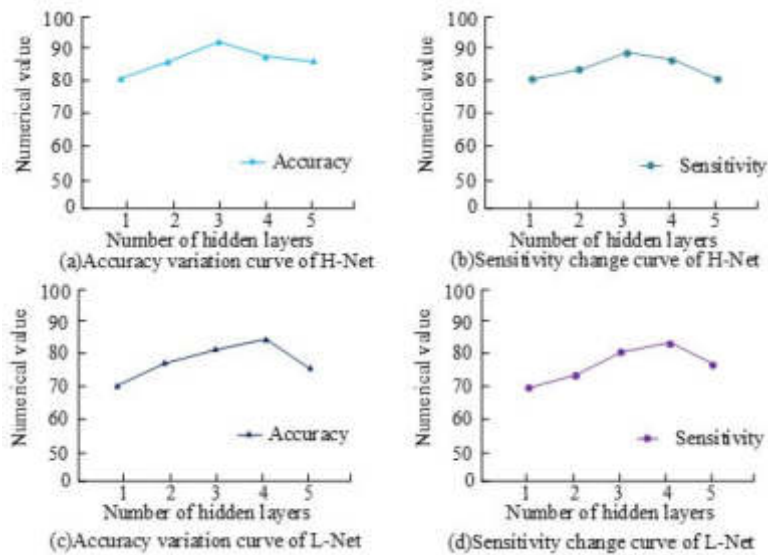 100
90
80
70
60
50
0
Numerical value
Accuracy
1 2 3 4 5
Number of hidden layers
(a)Accuracy variation curve of H-Net
100
90
80
70
60
50
0
Numerical value
Sensitivity
1 2 3 4 5
Number of hidden layers
(b)Sensitivity change curve of H-Net
100
90
80
70
60
50
0
Numerical value
Accuracy
1 2 3 4 5
Number of hidden layers
(c)Accuracy variation curve of L-Net
100
90
80
70
60
50
0
Numerical value
Sensitivity
1 2 3 4 5
Number of hidden layers
(d)Sensitivity change curve of L-Net